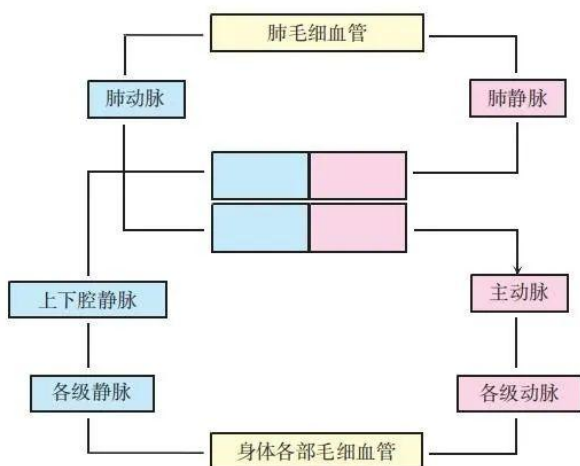 肺毛细血管
肺动脉
肺静脉
上下腔静脉
主动脉
各级静脉
各级动脉
身体各部毛细血管